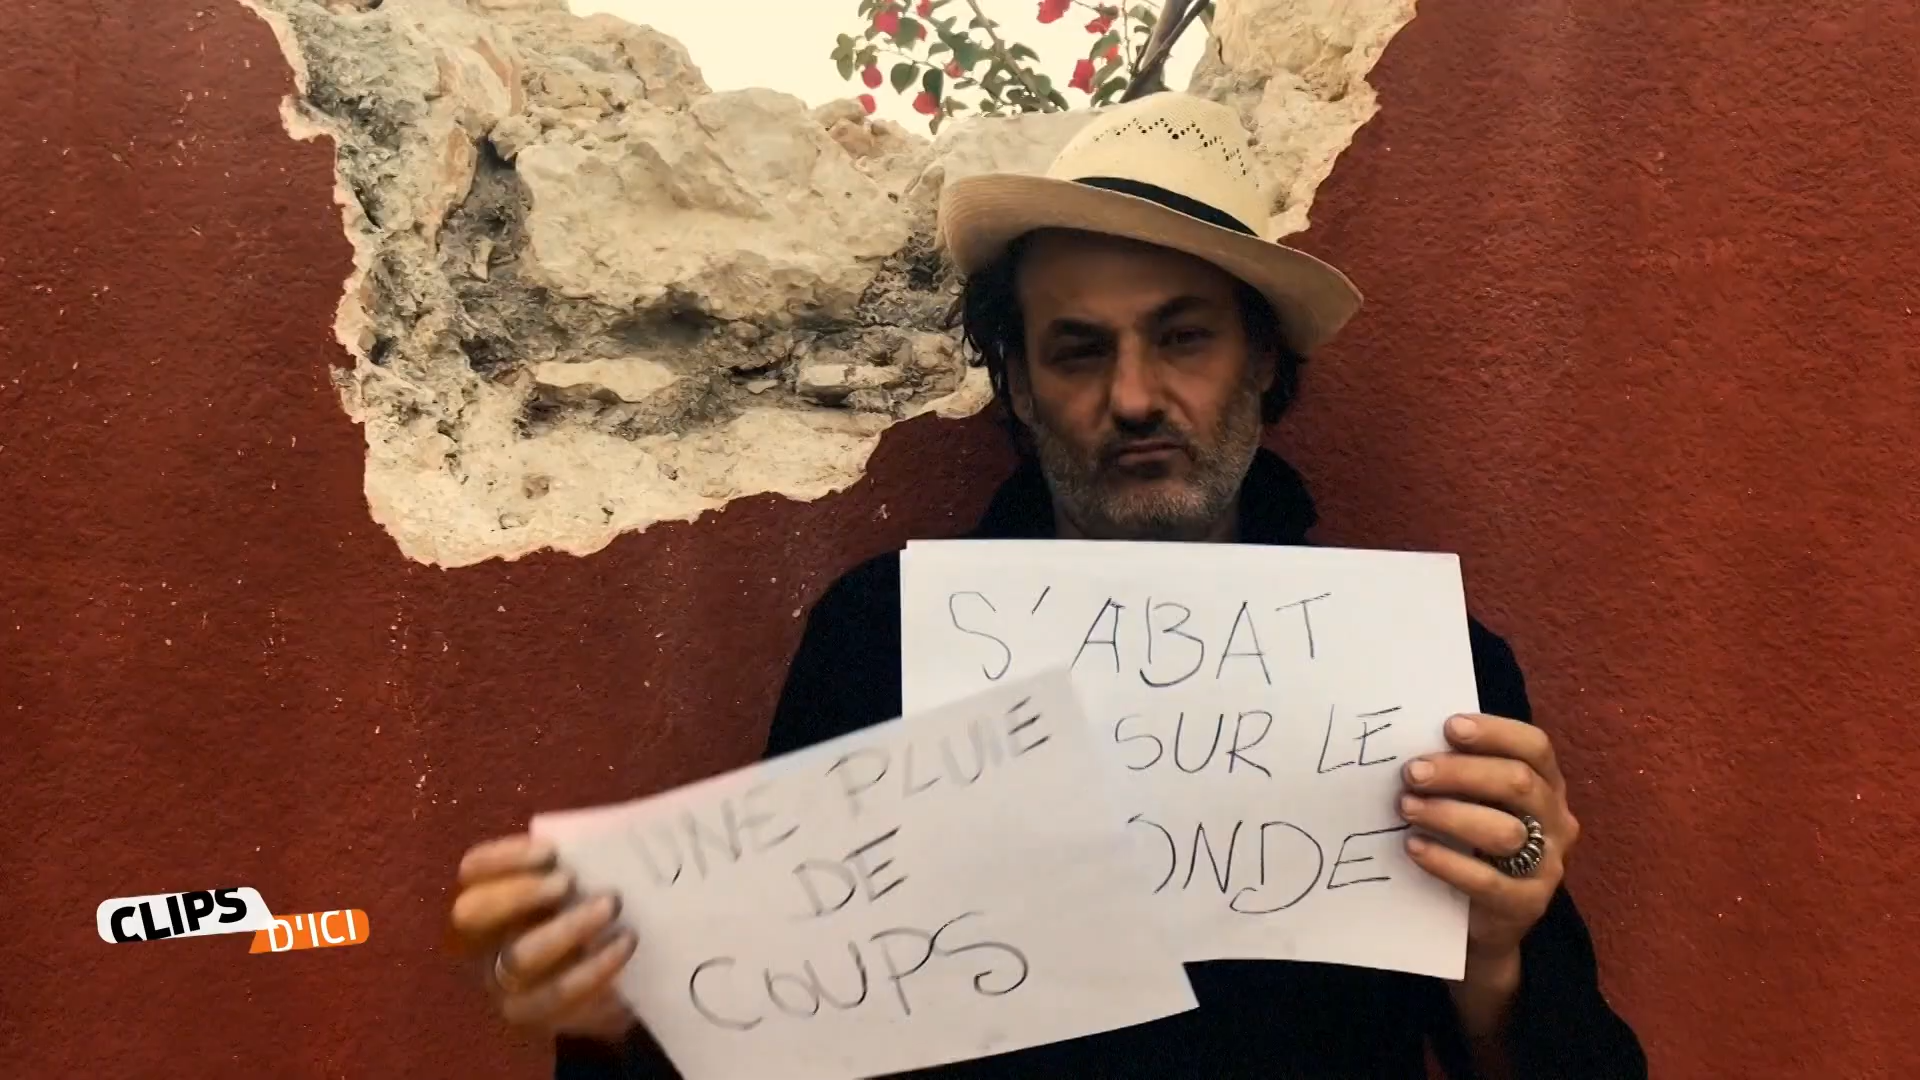 S'ABAT
SUR LE
ONDE
UNE PLUIE
DE
COUPS
CLIPS
D'ICI